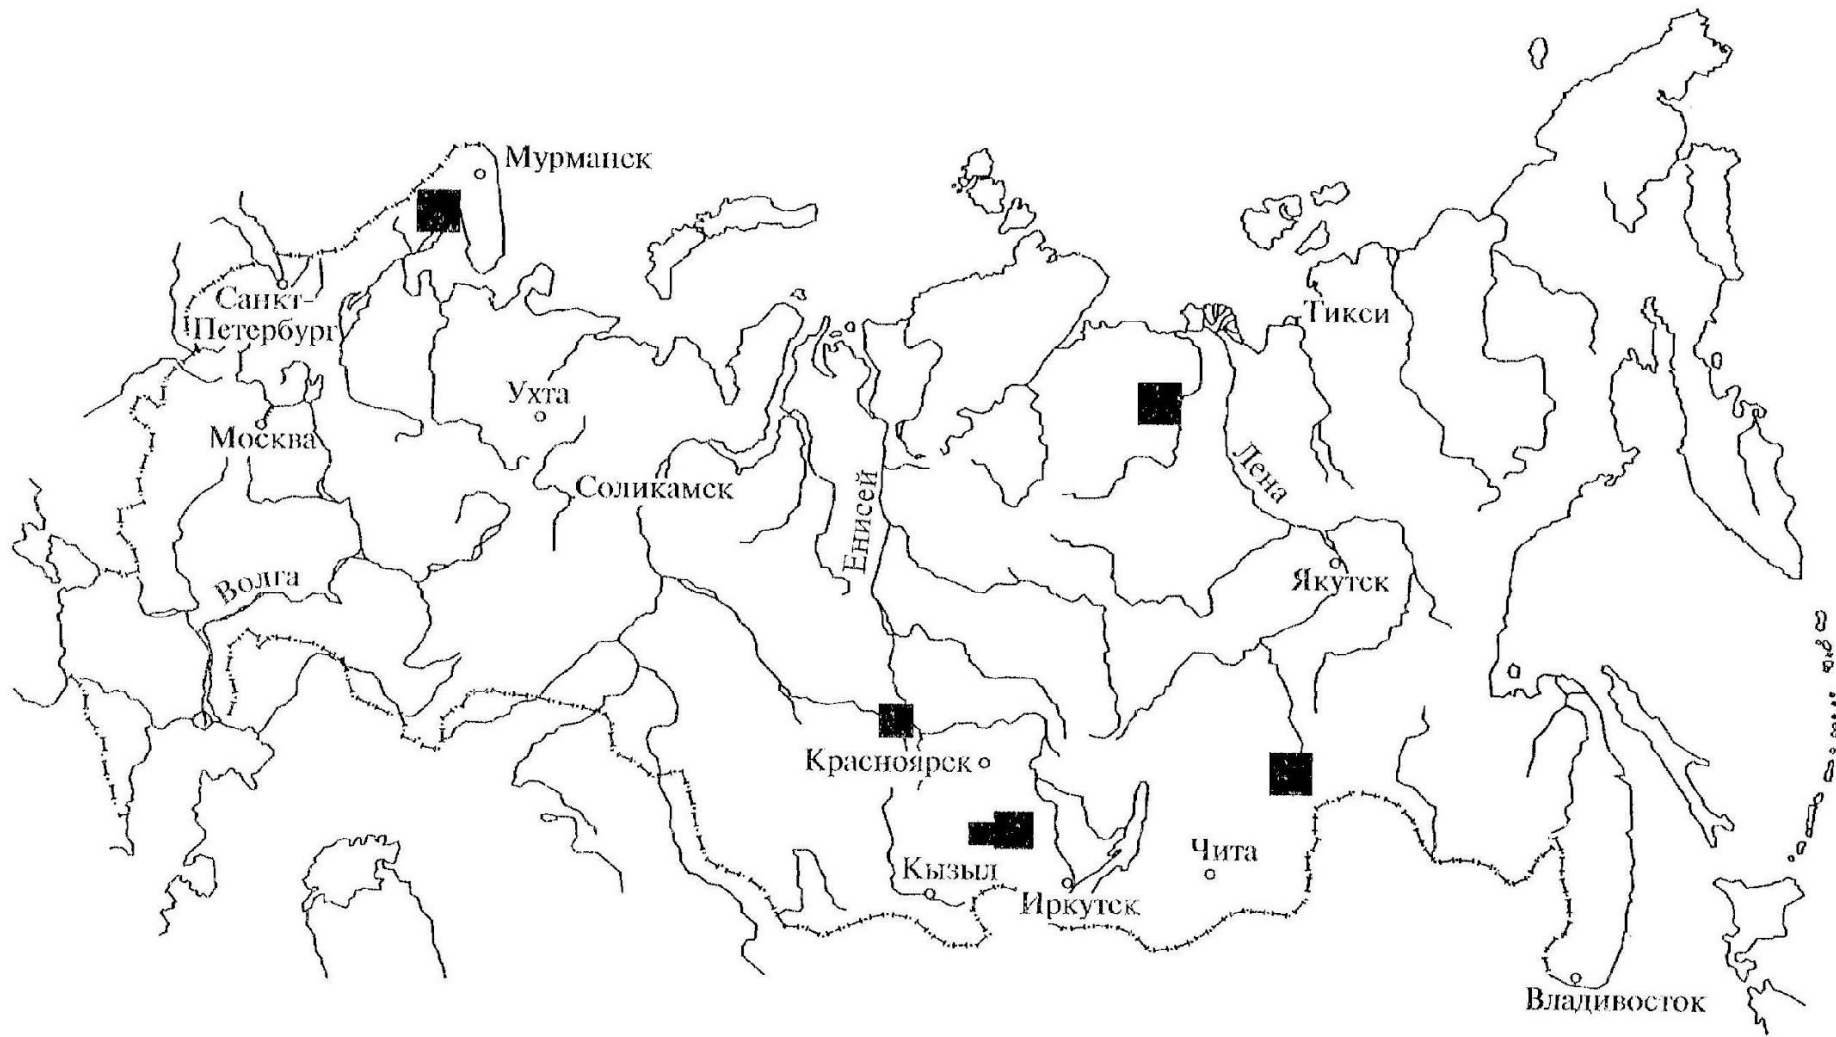 Мурманск
Санкт-
Петербург
Тикси
Ухта
Москва
Соликамск
Енисей
Лена
Волга
Якутск
Красноярск
Чита
Кызыл
Иркутск
Владивосток